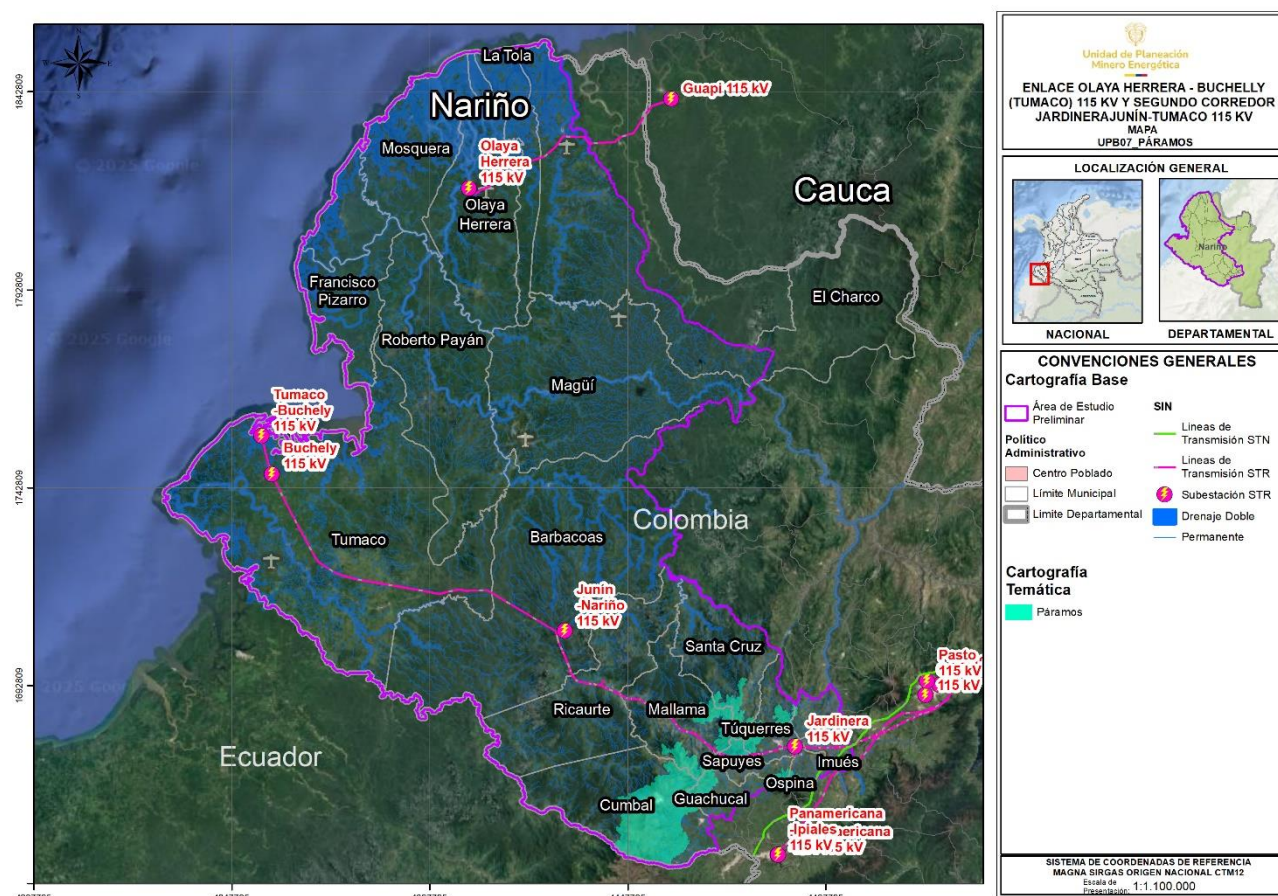 La Tola
Nariño
Guapi 115 kV
Mosquera
Olaya
Herrera
115 kV
Olaya
Herrera
Cauca
Francisco
Pizarro
El Charco
Roberto Payán
Magüí
Tumaco
-Buchely
115 kV
Buchely
115 kV
Colombia
Tumaco
Barbacoas
Junín
-Nariño
115 kV
Santa Cruz
Pasto
115 kV
115 kV
Ricaurte
Mallama
Túquerres
Jardinera
115 kV
Ecuador
Sapuyes
Imués
Ospina
Cumbal
Guachucal
Panamericana
-Ipiales
115 kV
© 2025 Google
1842809
1792809
1742809
1692809
N
Unidad de Planeación
Minero Energética
ENLACE OLAYA HERRERA - BUCHELLY
(TUMACO) 115 KV Y SEGUNDO CORREDOR
JARDINERAJUNÍN-TUMACO 115 KV
MAPA
UPB07_PÁRAMOS
LOCALIZACIÓN GENERAL
Nariño
NACIONAL
DEPARTAMENTAL
CONVENCIONES GENERALES
Cartografía Base
Área de Estudio
Preliminar
Político
Administrativo
Centro Poblado
Límite Municipal
Limite Departamental
SIN
Lineas de
Transmisión STN
Lineas de
Transmisión STR
Subestación STR
Drenaje Doble
Permanente
Cartografía
Temática
Páramos
SISTEMA DE COORDENADAS DE REFERENCIA
MAGNA SIRGAS ORIGEN NACIONAL CTM12
Escala de
Presentación: 1:1.100.000